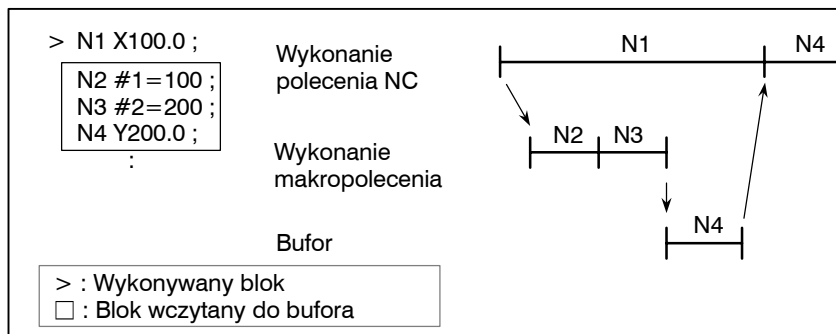 > N1 X100.0 ;
N2 #1=100 ;
N3 #2=200 ;
N4 Y200.0 ;
:
Wykonanie
polecenia NC
N1
N4
Wykonanie
makropolecenia
N2
N3
Bufor
N4
> : Wykonywany blok
□ : Blok wczytany do bufora